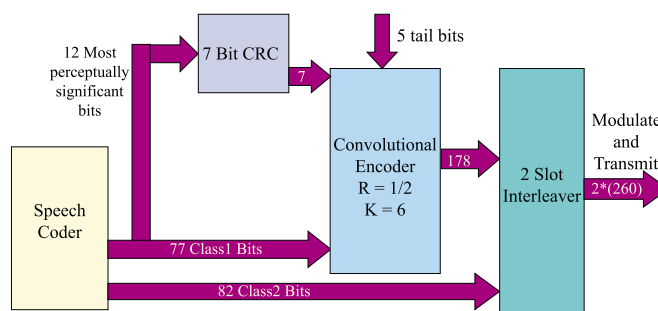 5 tail bits
12 Most
perceptually
significant
bits
7 Bit CRC
7
Convolutional
Encoder
R = 1/2
K = 6
178
2 Slot
Interleaver
Modulate
and
Transmit
2*(260)
Speech
Coder
77 Class1 Bits
82 Class2 Bits